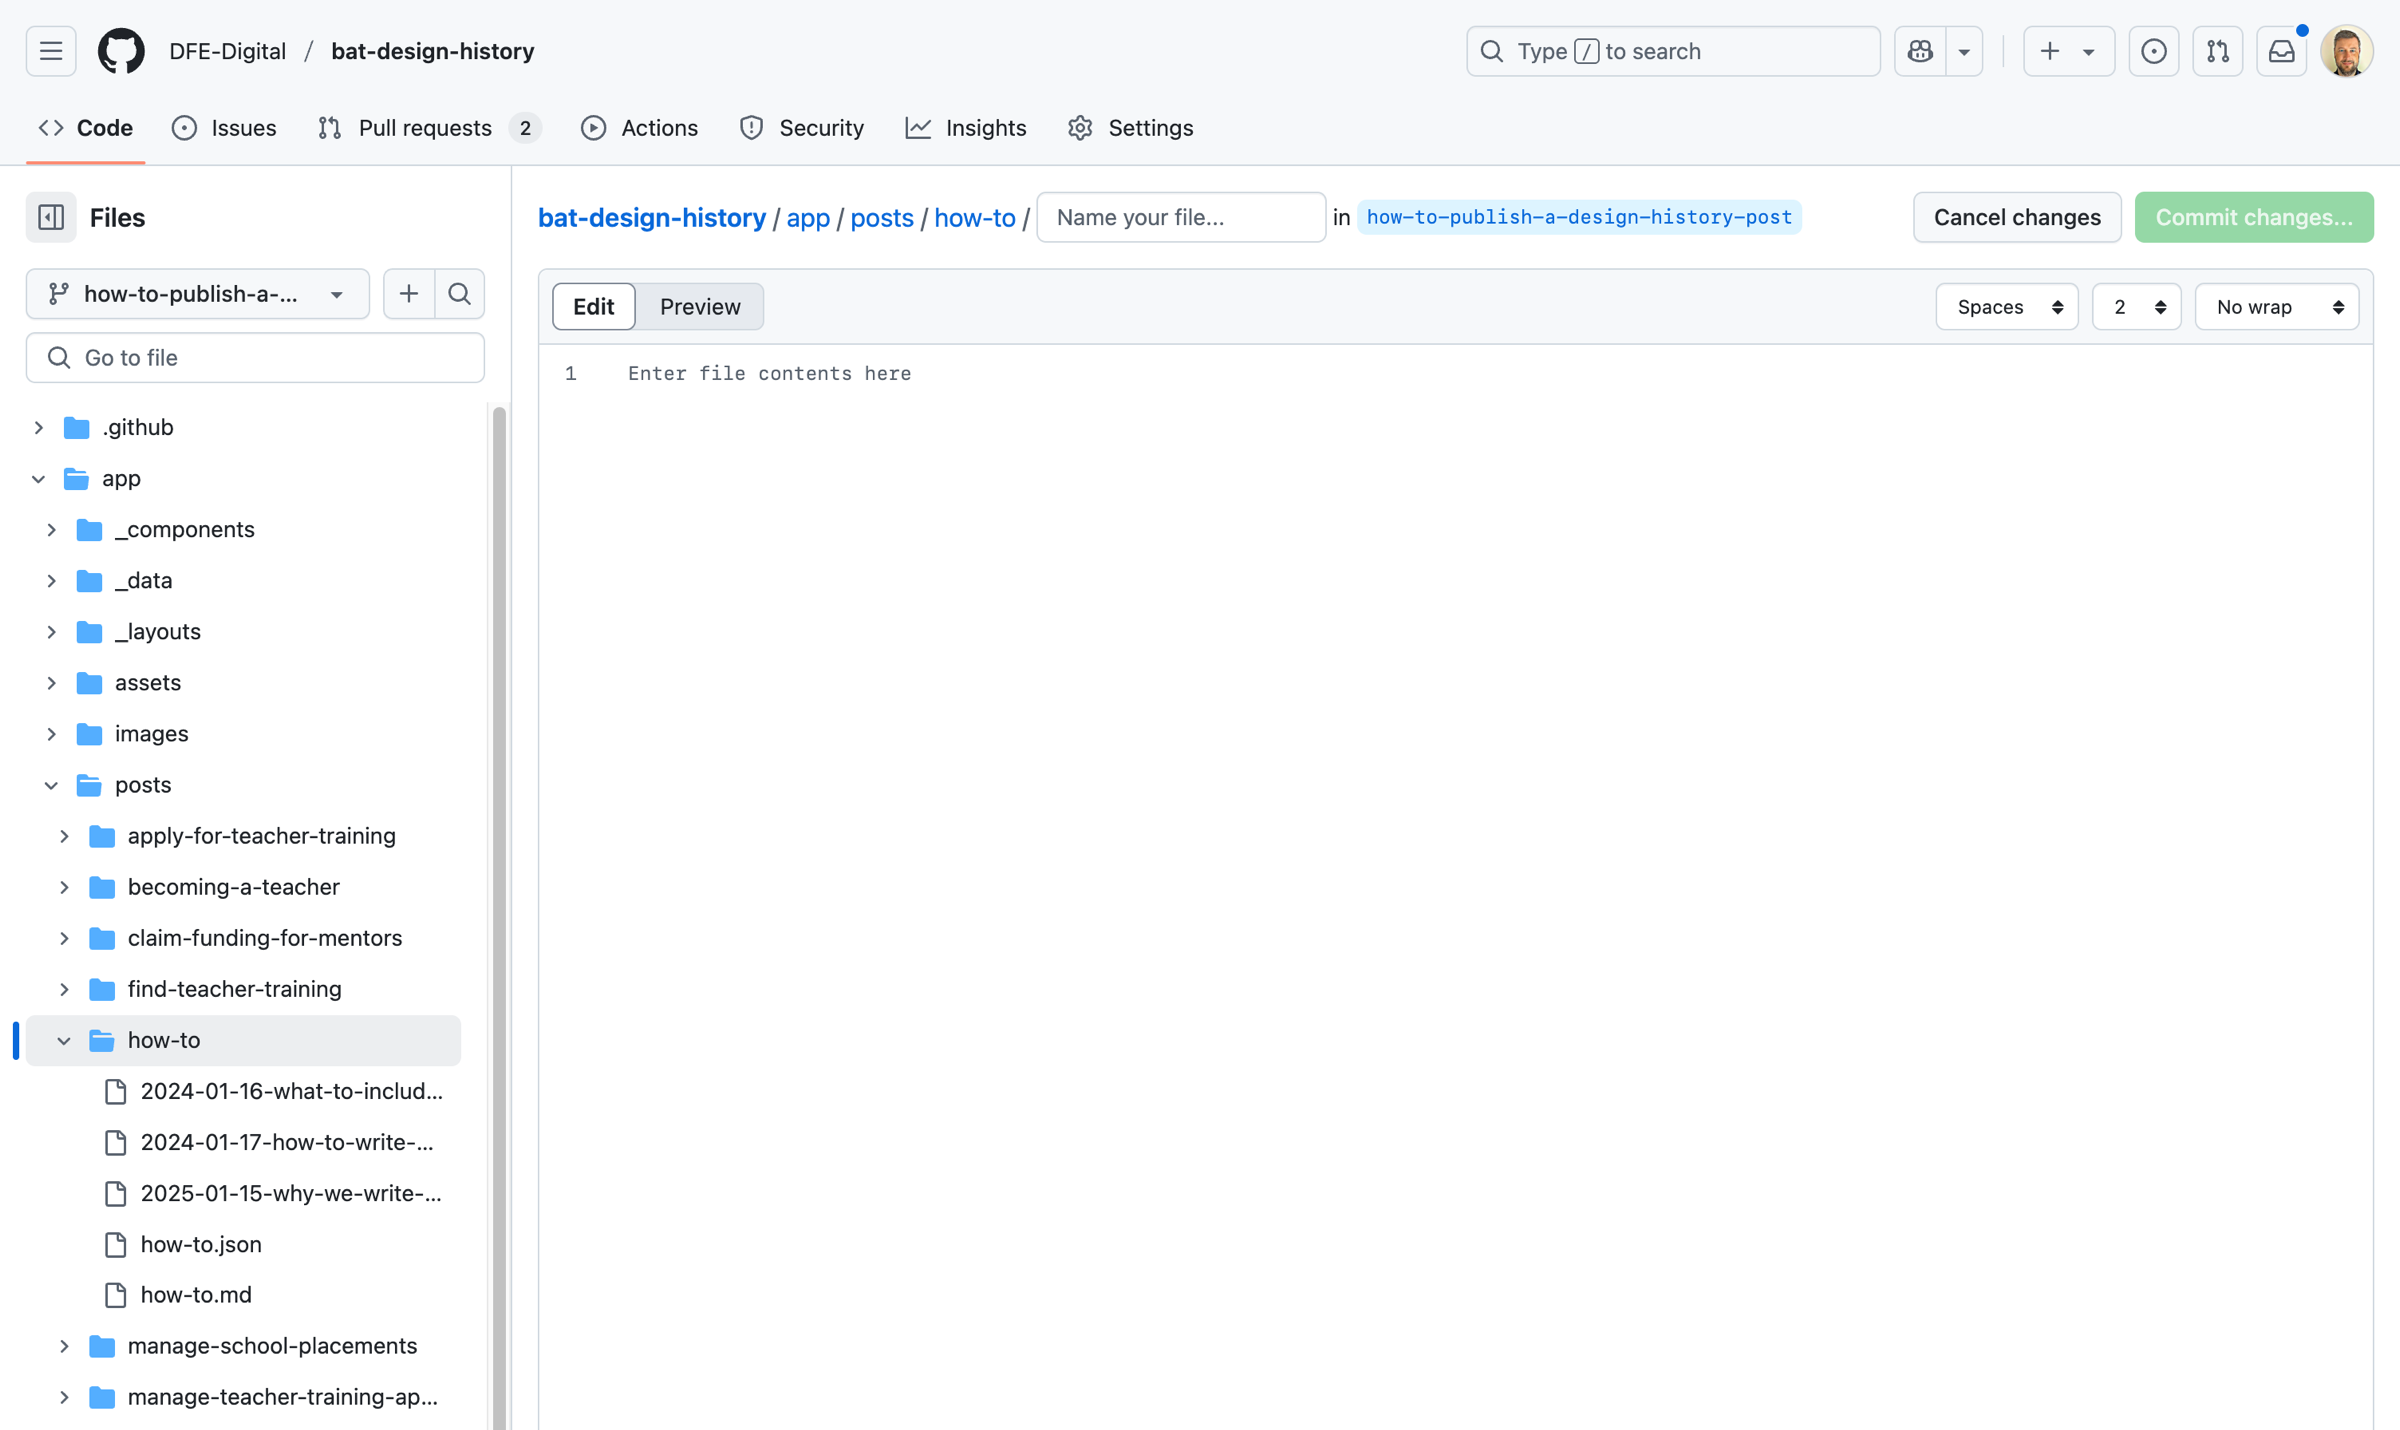 DFE-Digital / bat-design-history
Type / to search
Code
Issues
Pull requests 2
Actions
Security
Insights
Settings
Files
how-to-publish-a-...
Go to file
.github
app
_components
_data
_layouts
assets
images
posts
apply-for-teacher-training
becoming-a-teacher
claim-funding-for-mentors
find-teacher-training
how-to
2024-01-16-what-to-includ...
2024-01-17-how-to-write-...
2025-01-15-why-we-write-...
how-to.json
how-to.md
manage-school-placements
manage-teacher-training-ap...
bat-design-history / app / posts / how-to / Name your file... in how-to-publish-a-design-history-post
Cancel changes
Commit changes...
Edit
Preview
Spaces
2
No wrap
1 Enter file contents here